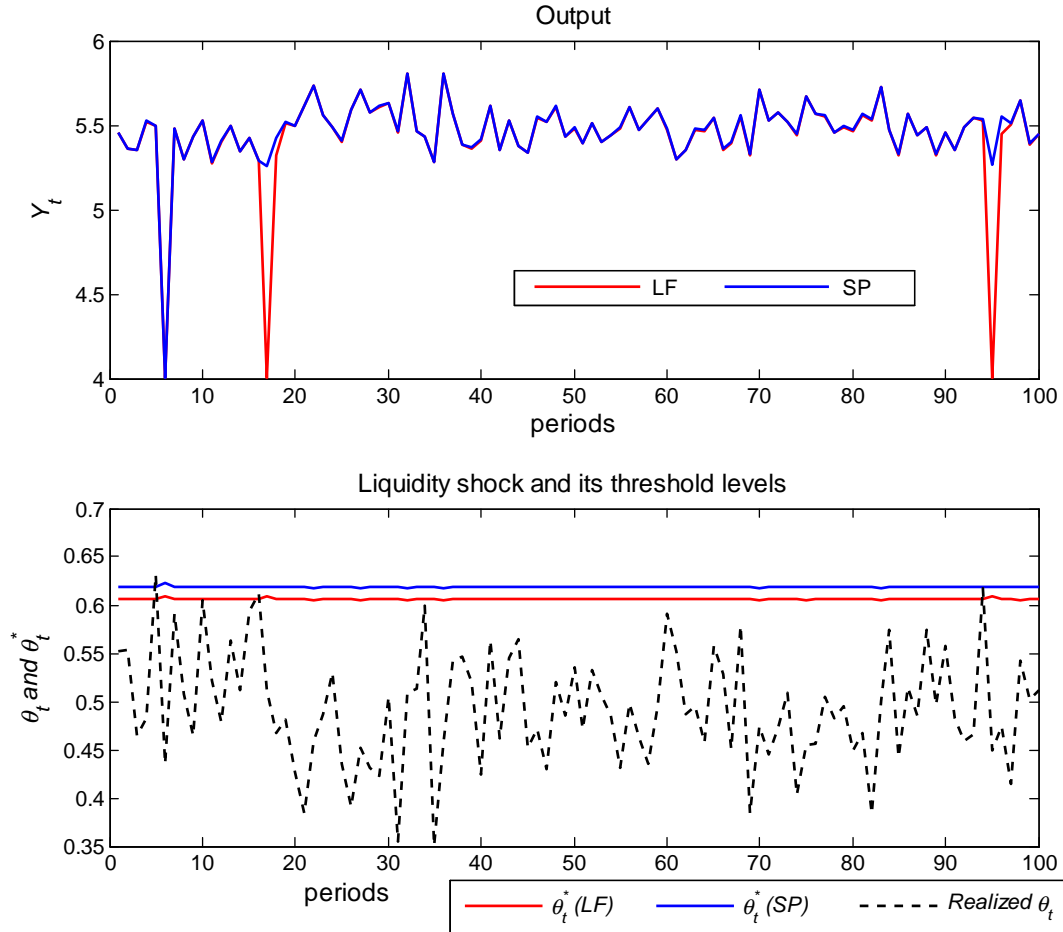 Output
6
5.5
5
4.5
4
Y_t
LF SP
0 10 20 30 40 50 60 70 80 90 100
periods
Liquidity shock and its threshold levels
0.7
0.65
0.6
0.55
0.5
0.45
0.4
0.35
θ_t and θ_t^*
0 10 20 30 40 50 60 70 80 90 100
periods
θ_t^* (LF) θ_t^* (SP) Realized θ_t